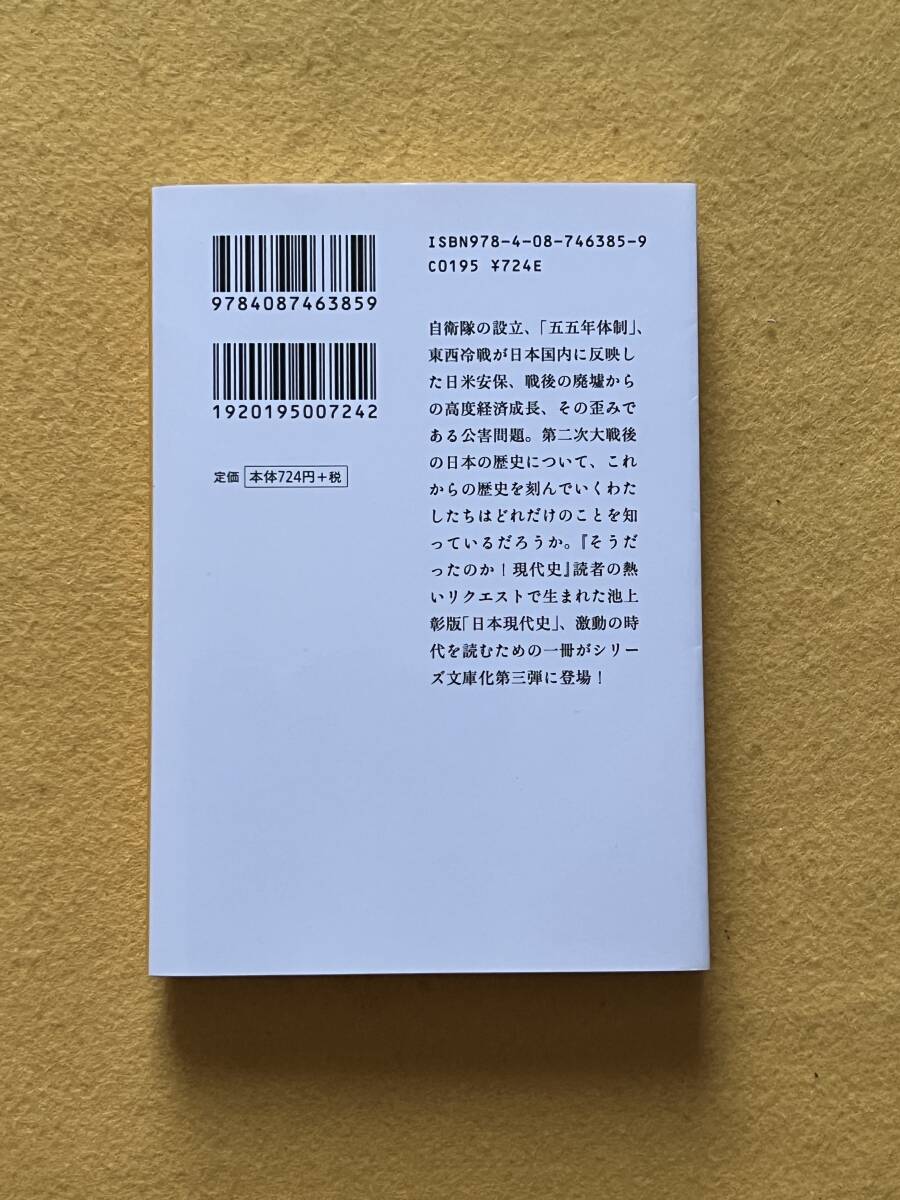 9784087463859
1920195007242
定価 本体724円+税
ISBN978-4-08-746385-9
C0195 ¥724E
自衛隊の設立、「五五年体制」、
東西冷戦が日本国内に反映し
た日米安保、戦後の廃墟から
の高度経済成長、その歪みで
ある公害問題。第二次大戦後
の日本の歴史について、これ
からの歴史を刻んでいくわた
したちはどれだけのことを知
っているだろうか。『そうだ
ったのか！現代史』読者の熱
いリクエストで生まれた池上
彰版「日本現代史」、激動の時
代を読むための一冊がシリー
ズ文庫化第三弾に登場！